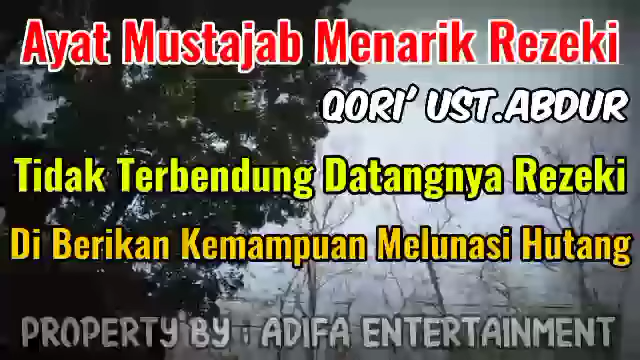 Ayat Mustajab Menarik Rezeki
QORI' UST.ABDUR
Tidak Terbendung Datangnya Rezeki
Di Berikan Kemampuan Melunasi Hutang
PROPERTY BY : ADIFA ENTERTAINMENT